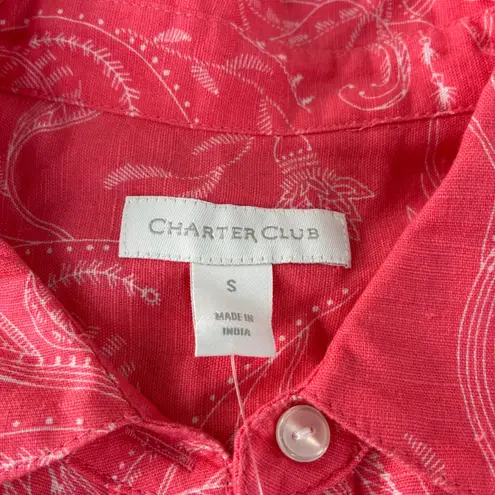 CHARTER CLUB
S
MADE IN
INDIA